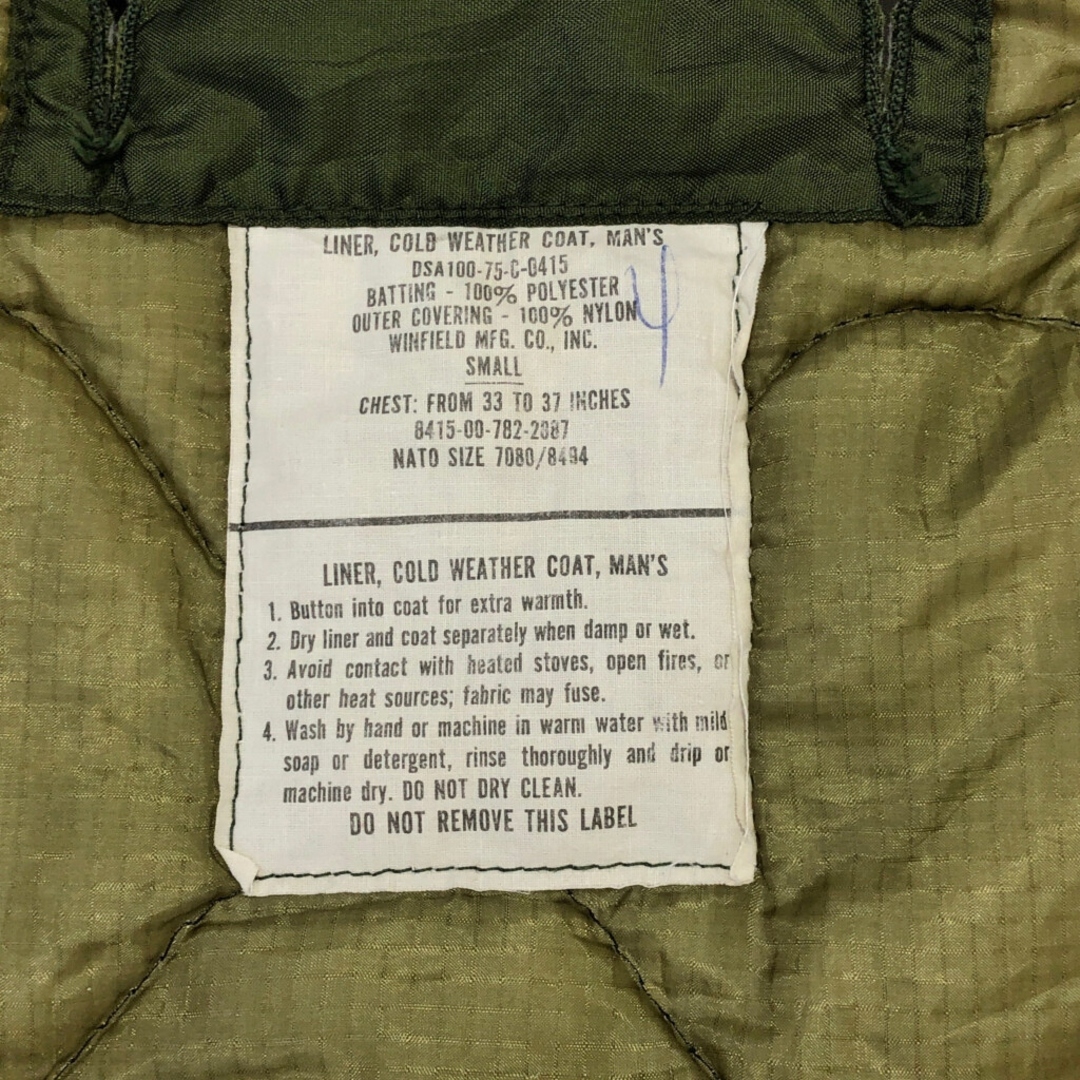 LINER, COLD WEATHER COAT, MAN'S
DSA100-75-C-0415
BATTING - 100% POLYESTER
OUTER COVERING - 100% NYLON
WINFIELD MFG. CO., INC.
SMALL
CHEST: FROM 33 TO 37 INCHES
8415-00-782-2887
NATO SIZE 7080/8494
4
LINER, COLD WEATHER COAT, MAN'S
1. Button into coat for extra warmth.
2. Dry liner and coat separately when damp or wet.
3. Avoid contact with heated stoves, open fires, or
other heat sources; fabric may fuse.
4. Wash by hand or machine in warm water with mild
soap or detergent, rinse thoroughly and drip or
machine dry. DO NOT DRY CLEAN.
DO NOT REMOVE THIS LABEL